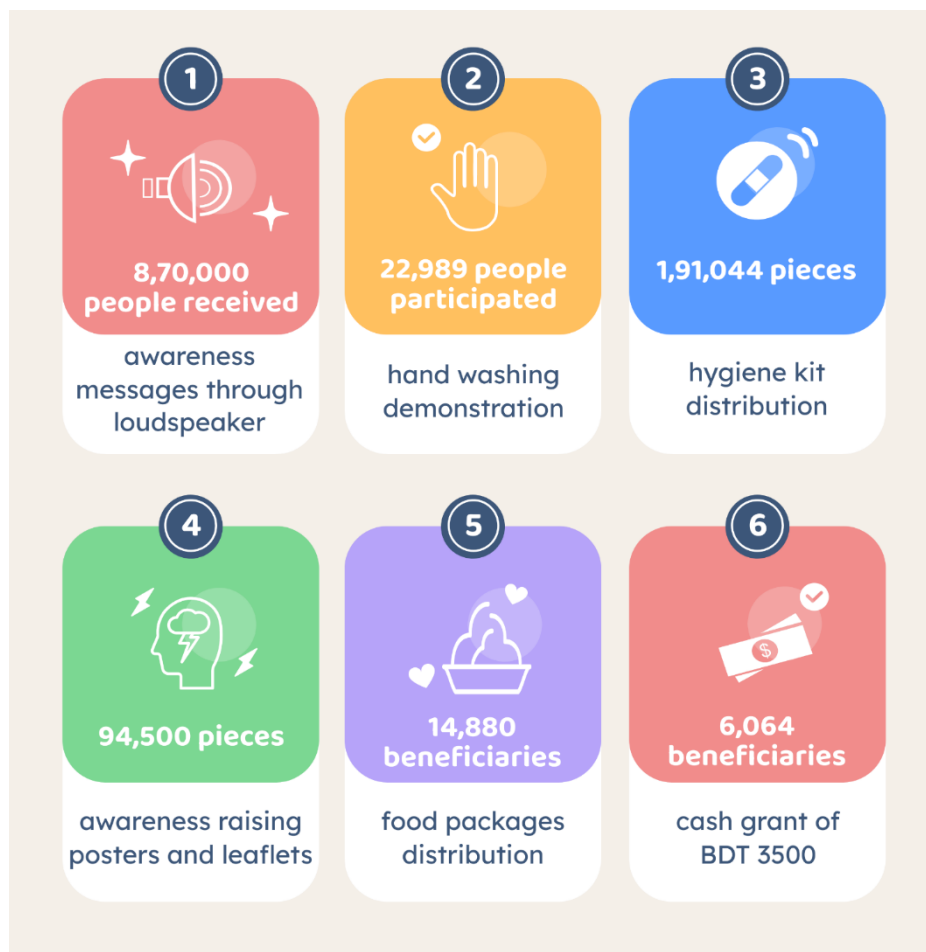 1
8,70,000
people received
awareness
messages through
loudspeaker
2
22,989 people
participated
hand washing
demonstration
3
1,91,044 pieces
hygiene kit
distribution
4
94,500 pieces
awareness raising
posters and leaflets
5
14,880
beneficiaries
food packages
distribution
6
$
6,064
beneficiaries
cash grant of
BDT 3500